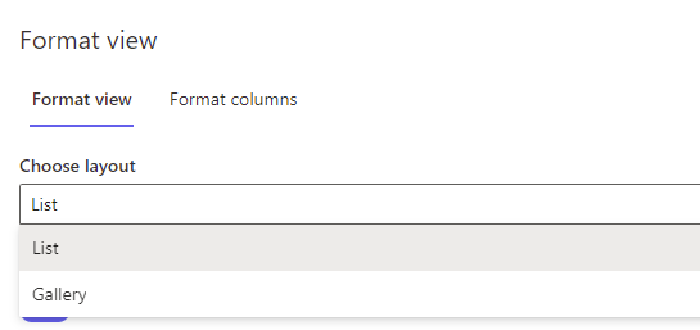 Format view
Format view Format columns
Choose layout
List
List
Gallery